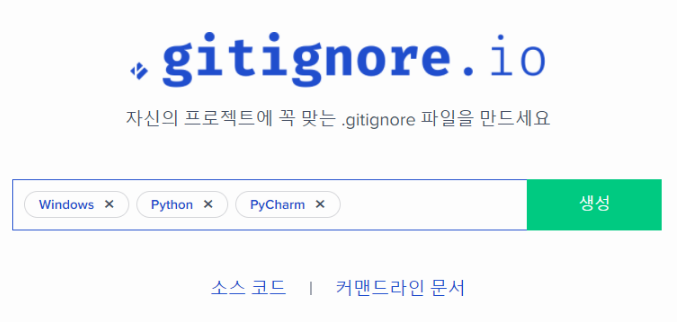 gitignore.io
자신의 프로젝트에 꼭 맞는 .gitignore 파일을 만드세요
Windows × Python × PyCharm × 생성
소스 코드 | 커맨드라인 문서